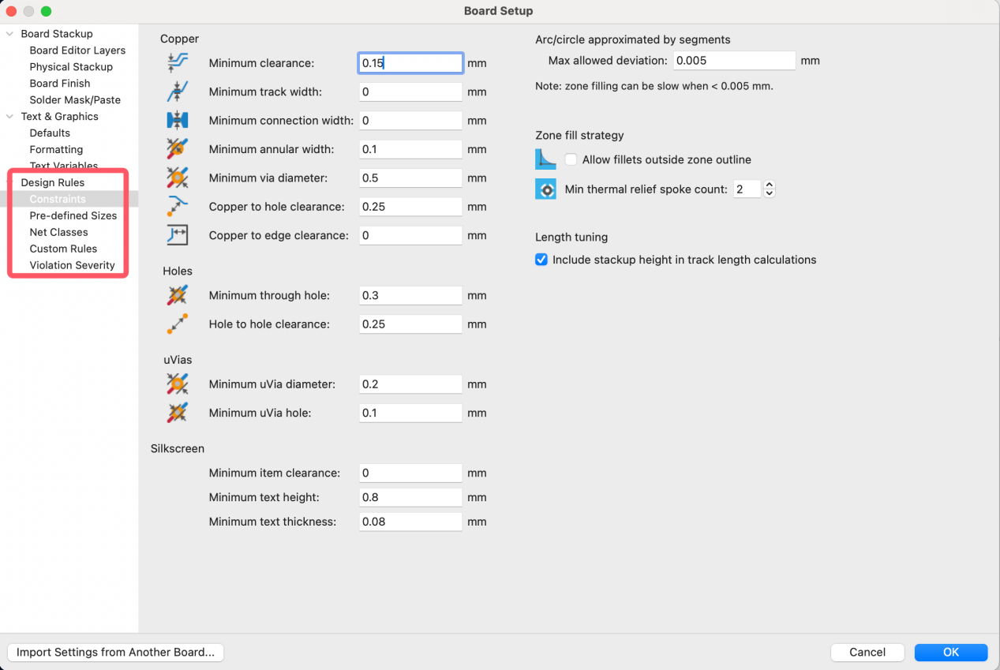 Board Setup
Board Stackup
Board Editor Layers
Physical Stackup
Board Finish
Solder Mask/Paste
Text & Graphics
Defaults
Formatting
Text Variables
Design Rules
Constraints
Pre-defined Sizes
Net Classes
Custom Rules
Violation Severity
Copper
Minimum clearance: 0.15 mm
Minimum track width: 0 mm
Minimum connection width: 0 mm
Minimum annular width: 0.1 mm
Minimum via diameter: 0.5 mm
Copper to hole clearance: 0.25 mm
Copper to edge clearance: 0 mm
Holes
Minimum through hole: 0.3 mm
Hole to hole clearance: 0.25 mm
uVias
Minimum uVia diameter: 0.2 mm
Minimum uVia hole: 0.1 mm
Silkscreen
Minimum item clearance: 0 mm
Minimum text height: 0.8 mm
Minimum text thickness: 0.08 mm
Arc/circle approximated by segments
Max allowed deviation: 0.005 mm
Note: zone filling can be slow when < 0.005 mm.
Zone fill strategy
Allow fillets outside zone outline
Min thermal relief spoke count: 2
Length tuning
Include stackup height in track length calculations
Import Settings from Another Board...
Cancel
OK